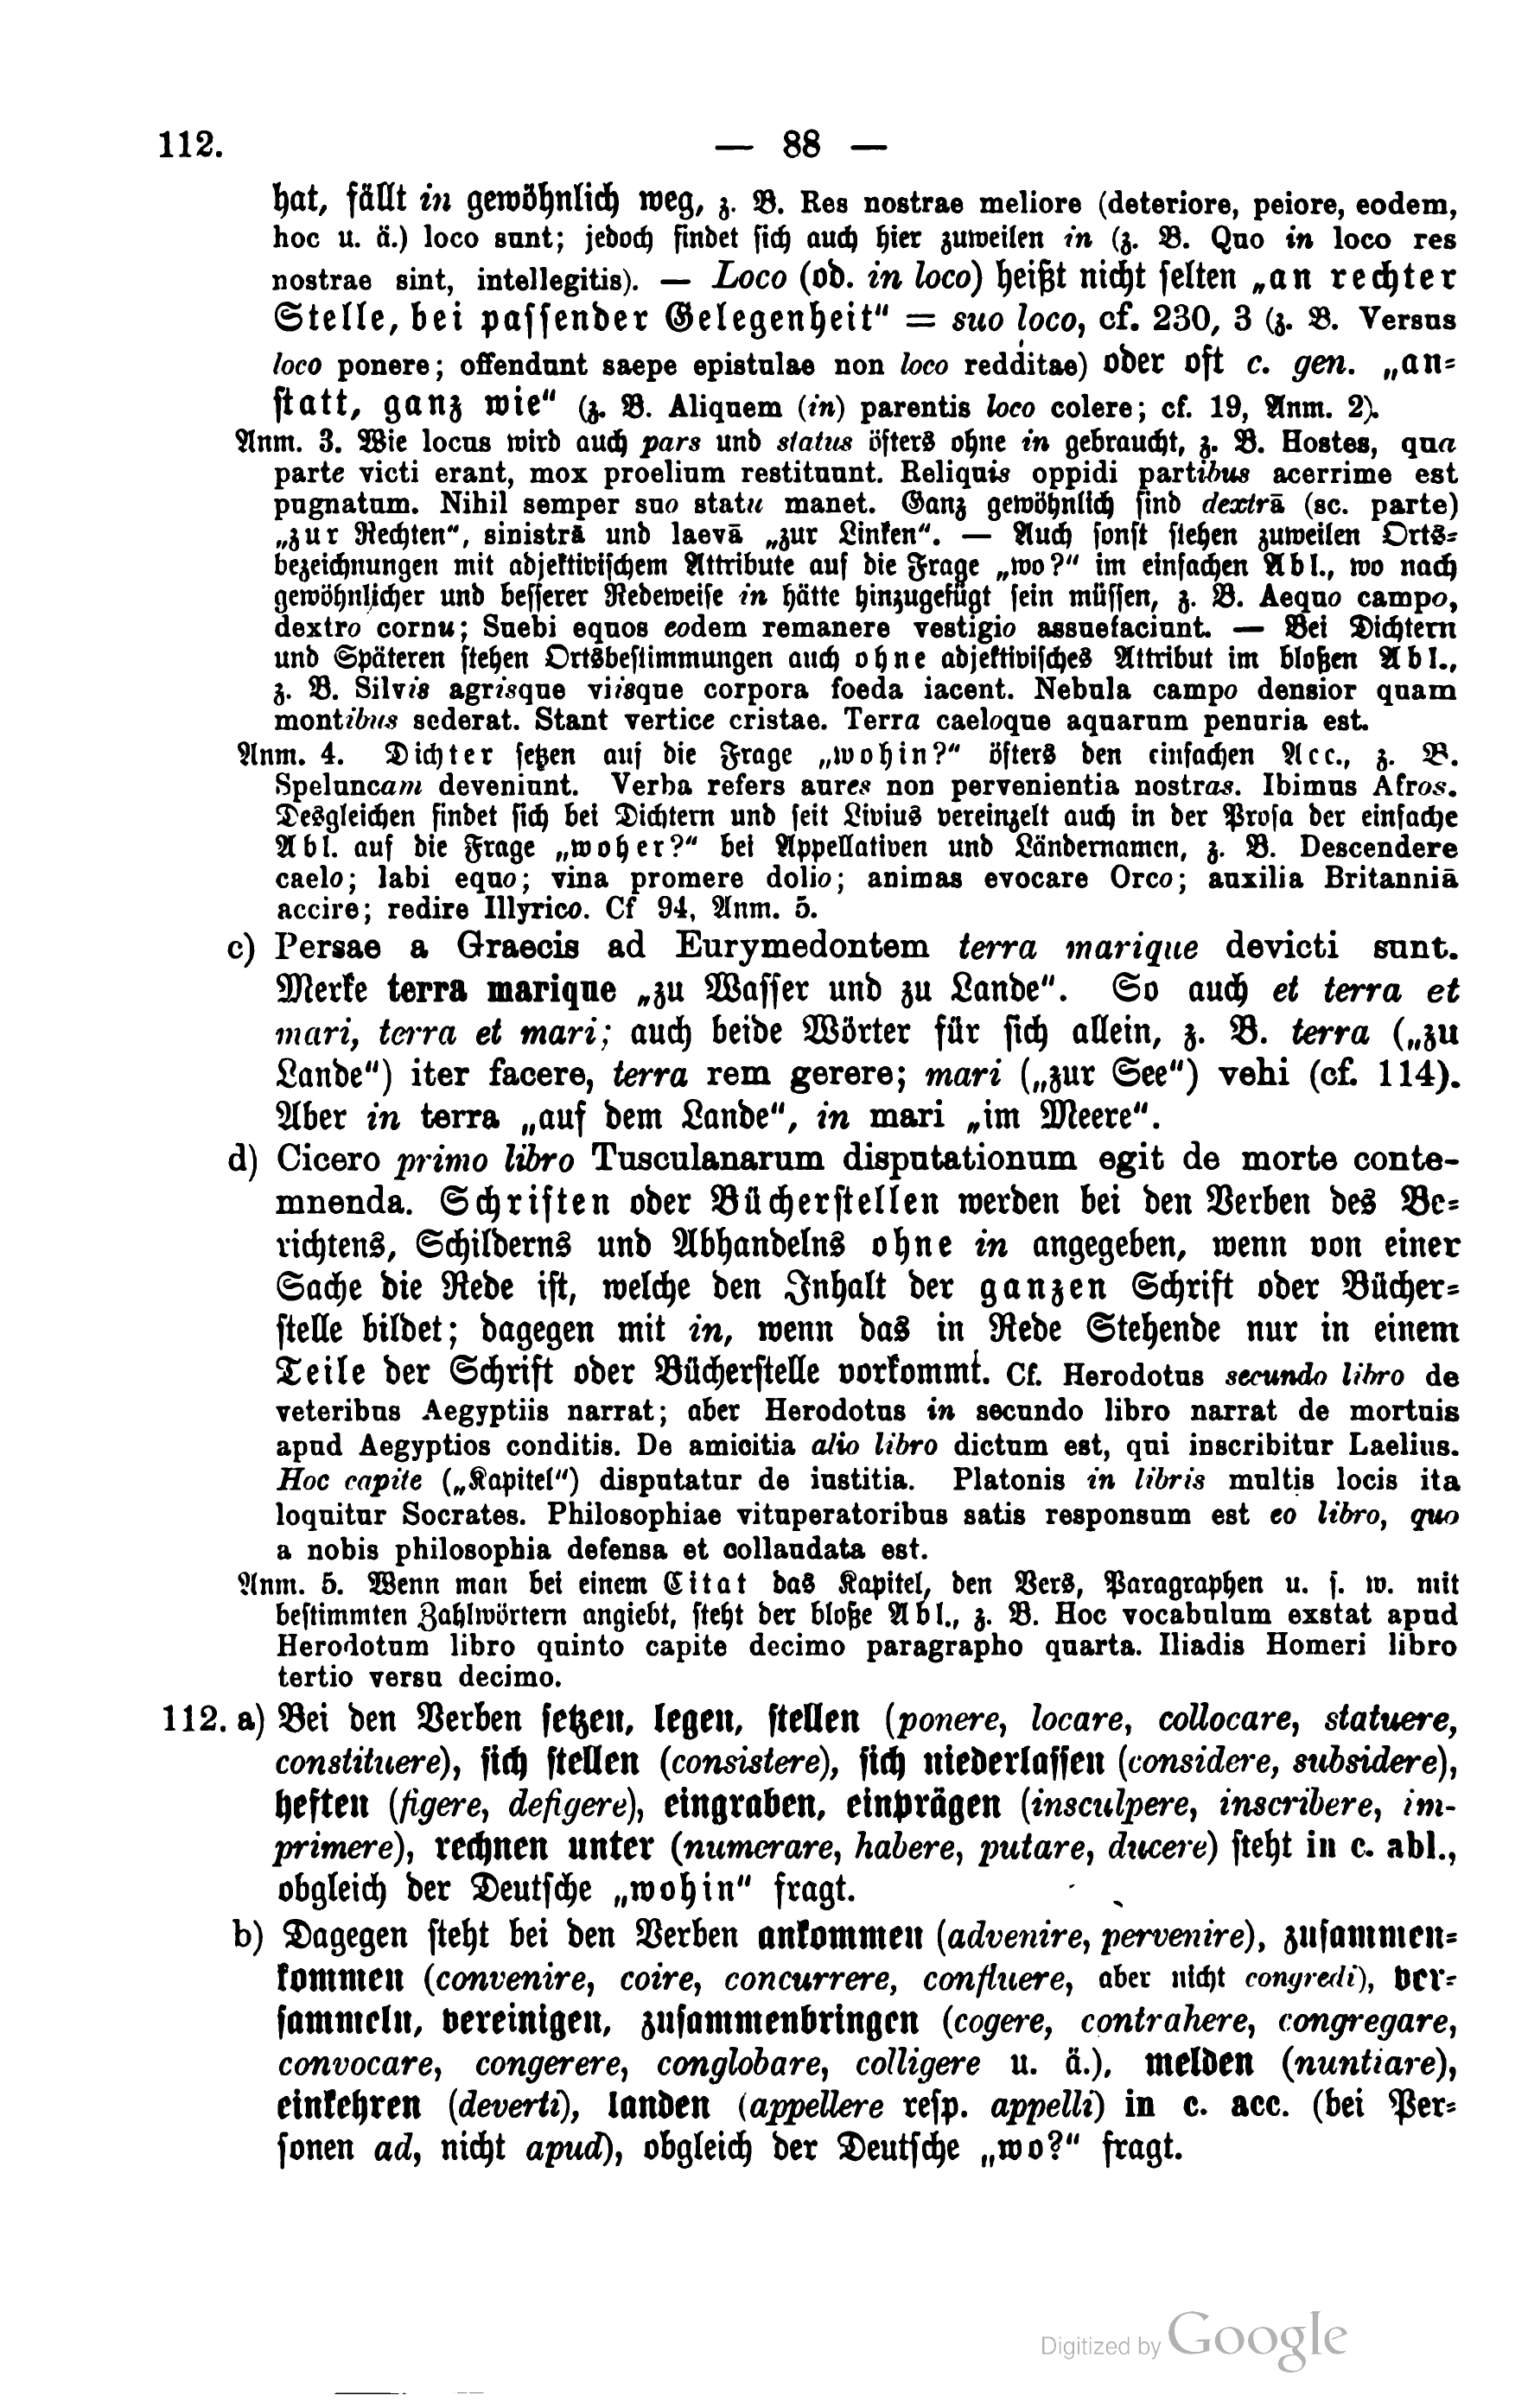 112. — 88 —
hat, fällt in gewöhnlich weg, z. B. Res nostrae meliore (deteriore, peiore, eodem,
hoc u. ä.) loco sunt; jedoch findet sich auch hier zuweilen in (z. B. Quo in loco res
nostrae sint, intellegitis). — Loco (od. in loco) heißt nicht selten „an rechter
Stelle, bei passender Gelegenheit“ = suo loco, cf. 230, 3 (z. B. Versus
loco ponere; offendunt saepe epistulae non loco redditae) oder oft c. gen. „an-
statt, ganz wie“ (z. B. Aliquem (in) parentis loco colere; cf. 19, Anm. 2).
Anm. 3. Wie locus wird auch pars und status öfters ohne in gebraucht, z. B. Hostes, qua
parte victi erant, mox proelium restituunt. Reliquis oppidi partibus acerrime est
pugnatum. Nihil semper suo statu manet. Ganz gewöhnlich sind dextrā (sc. parte)
„zur Rechten“, sinistrā und laevā „zur Linken“. — Auch sonst stehen zuweilen Orts-
bezeichnungen mit adjektivischem Attribute auf die Frage „wo?“ im einfachen Abl., wo nach
gewöhnlicher und besserer Redeweise in hätte hinzugefügt sein müssen, z. B. Aequo campo,
dextro cornu; Suebi equos eodem remanere vestigio assuefaciunt. — Bei Dichtern
und Späteren stehen Ortsbestimmungen auch ohne adjektivisches Attribut im bloßen Abl.,
z. B. Silvis agrisque viisque corpora foeda iacent. Nebula campo densior quam
montibus sederat. Stant vertice cristae. Terra caeloque aquarum penuria est.
Anm. 4. Dichter setzen auf die Frage „wohin?“ öfters den einfachen Acc., z. B.
Speluncam deveniunt. Verba refers aures non pervenientia nostras. Ibimus Afros.
Desgleichen findet sich bei Dichtern und seit Livius vereinzelt auch in der Prosa der einfache
Abl. auf die Frage „woher?“ bei Appellativen und Ländernamen, z. B. Descendere
caelo; labi equo; vina promere dolio; animas evocare Orco; auxilia Britanniā
accire; redire Illyrico. Cf 94, Anm. 5.
c) Persae a Graecis ad Eurymedontem terra marique devicti sunt.
Merke terra marique „zu Wasser und zu Lande“. So auch et terra et
mari, terra et mari; auch beide Wörter für sich allein, z. B. terra („zu
Lande“) iter facere, terra rem gerere; mari („zur See“) vehi (cf. 114).
Aber in terra „auf dem Lande“, in mari „im Meere“.
d) Cicero primo libro Tusculanarum disputationum egit de morte conte-
mnenda. Schriften oder Bücherstellen werden bei den Verben des Be-
richtens, Schilderns und Abhandelns ohne in angegeben, wenn von einer
Sache die Rede ist, welche den Inhalt der ganzen Schrift oder Bücher-
stelle bildet; dagegen mit in, wenn das in Rede Stehende nur in einem
Teile der Schrift oder Bücherstelle vorkommt. Cf. Herodotus secundo libro de
veteribus Aegyptiis narrat; aber Herodotus in secundo libro narrat de mortuis
apud Aegyptios conditis. De amicitia alio libro dictum est, qui inscribitur Laelius.
Hoc capite („Kapitel“) disputatur de iustitia. Platonis in libris multis locis ita
loquitur Socrates. Philosophiae vituperatoribus satis responsum est eo libro, quo
a nobis philosophia defensa et collaudata est.
Anm. 5. Wenn man bei einem Citat das Kapitel, den Vers, Paragraphen u. s. w. mit
bestimmten Zahlwörtern angiebt, steht der bloße Abl., z. B. Hoc vocabulum exstat apud
Herodotum libro quinto capite decimo paragrapho quarta. Iliadis Homeri libro
tertio versu decimo.
112. a) Bei den Verben setzen, legen, stellen (ponere, locare, collocare, statuere,
constituere), sich stellen (consistere), sich niederlassen (considere, subsidere),
heften (figere, defigere), eingraben, einprägen (insculpere, inscribere, im-
primere), rechnen unter (numerare, habere, putare, ducere) steht in c. abl.,
obgleich der Deutsche „wohin“ fragt.
b) Dagegen steht bei den Verben ankommen (advenire, pervenire), zusammen-
kommen (convenire, coire, concurrere, confluere, aber nicht congredi), ver-
sammeln, vereinigen, zusammenbringen (cogere, contrahere, congregare,
convocare, congerere, conglobare, colligere u. ä.), melden (nuntiare),
einkehren (deverti), landen (appellere resp. appelli) in c. acc. (bei Per-
sonen ad, nicht apud), obgleich der Deutsche „wo?“ fragt.
Digitized by Google